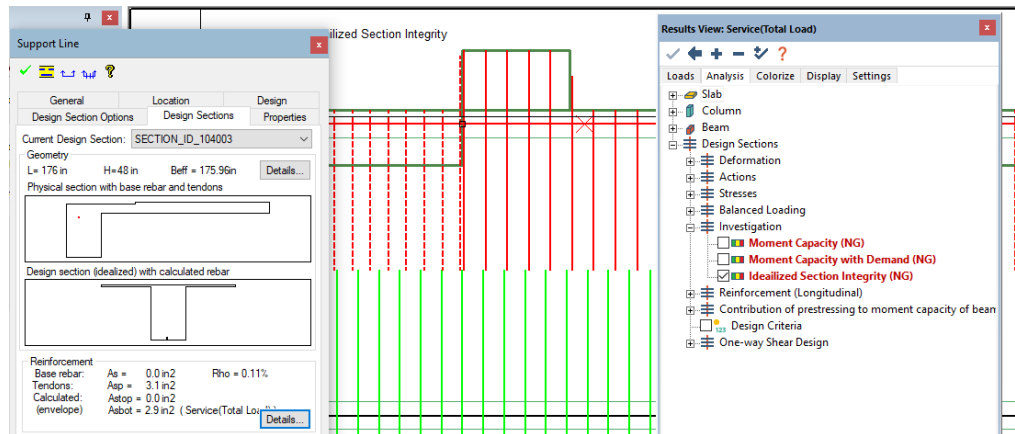 Support Line
General
Location
Design
Design Section Options
Design Sections
Properties
Current Design Section: SECTION_ID_104003
Geometry
L= 176 in H=48 in Beff = 175.96in
Details...
Physical section with base rebar and tendons
Design section (idealized) with calculated rebar
Reinforcement
Base rebar: As = 0.0 in2 Rho = 0.11%
Tendons: Asp = 3.1 in2
Calculated: Astop = 0.0 in2
(envelope) Asbot = 2.9 in2 ( Service(Total Load)
Details...
ilized Section Integrity
Results View: Service(Total Load)
Loads Analysis Colorize Display Settings
Slab
Column
Beam
Design Sections
Deformation
Actions
Stresses
Balanced Loading
Investigation
Moment Capacity (NG)
Moment Capacity with Demand (NG)
Ideailized Section Integrity (NG)
Reinforcement (Longitudinal)
Contribution of prestressing to moment capacity of bean
123 Design Criteria
One-way Shear Design